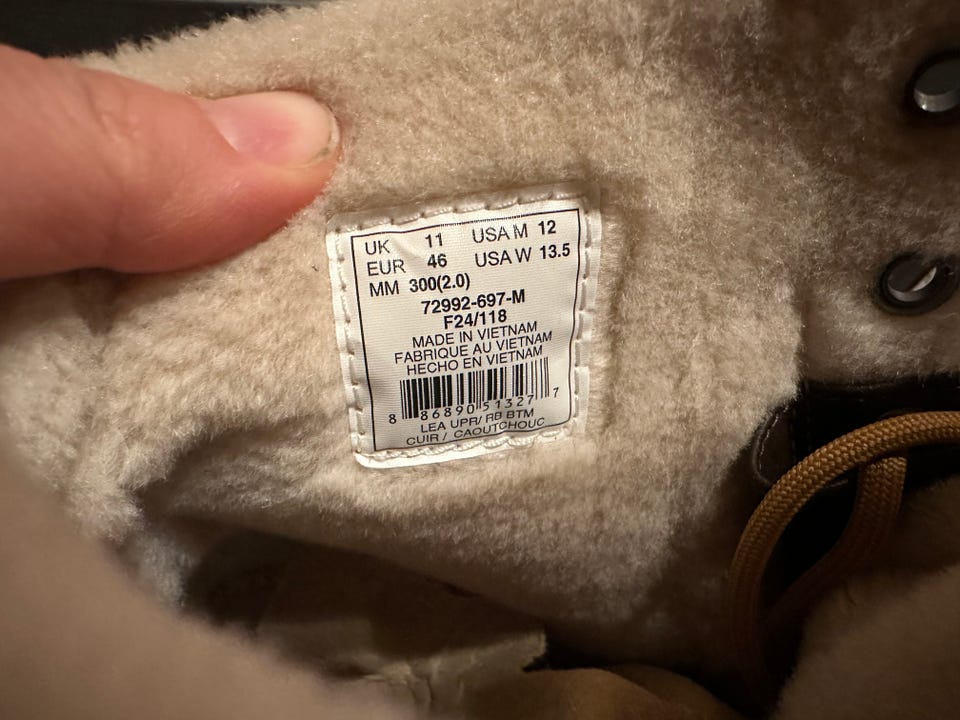 UK 11 USA M 12
EUR 46 USA W 13.5
MM 300(2.0)
72992-697-M
F24/118
MADE IN VIETNAM
FABRIQUE AU VIETNAM
HECHO EN VIETNAM
8 86890 51327 7
LEA UPR/ RB BTM
CUIR / CAOUTCHOUC